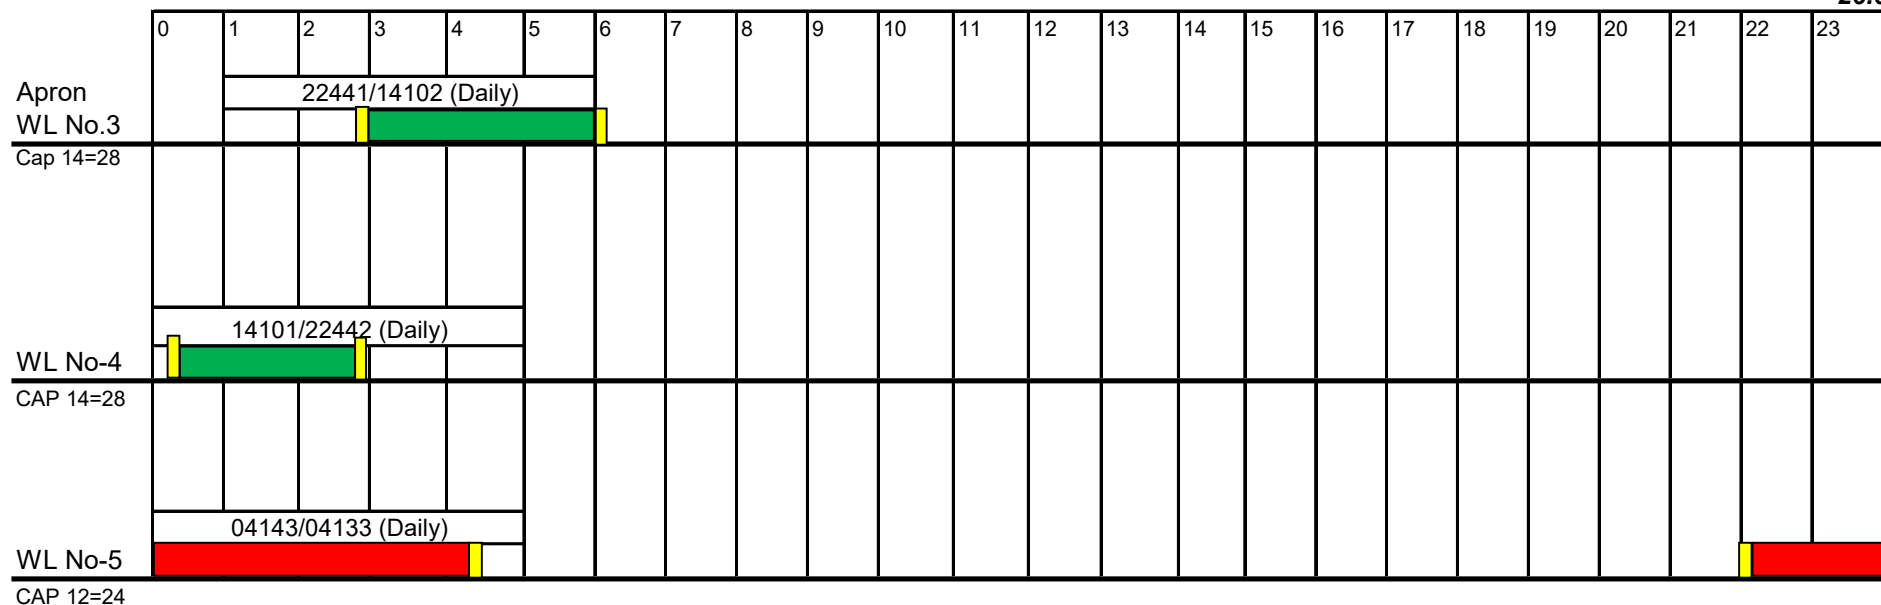 0 1 2 3 4 5 6 7 8 9 10 11 12 13 14 15 16 17 18 19 20 21 22 23
Apron
22441/14102 (Daily)
WL No.3
Cap 14=28
14101/22442 (Daily)
WL No-4
CAP 14=28
04143/04133 (Daily)
WL No-5
CAP 12=24